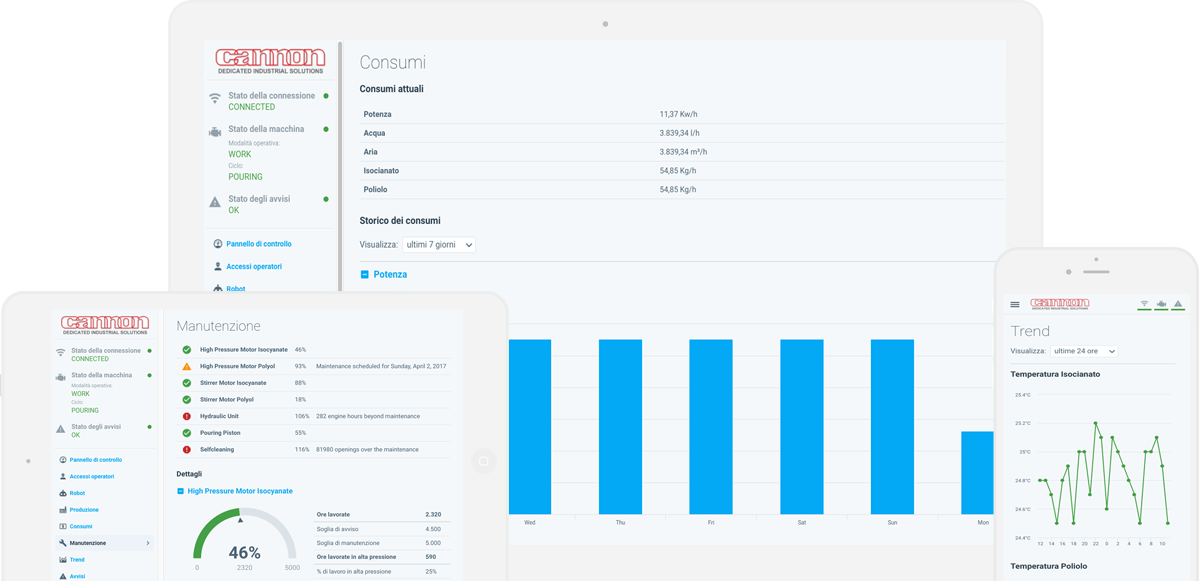 cannon
DEDICATED INDUSTRIAL SOLUTIONS
Stato della connessione
CONNECTED
Stato della macchina
Modalità operativa:
WORK
Ciclo:
POURING
Stato degli avvisi
OK
Pannello di controllo
Accessi operatori
Robot
Consumi
Consumi attuali
Potenza 11,37 Kw/h
Acqua 3.839,34 l/h
Aria 3.839,34 m³/h
Isocianato 54,85 Kg/h
Poliolo 54,85 Kg/h
Storico dei consumi
Visualizza: ultimi 7 giorni
Potenza
Wed Thu Fri Sat Sun Mon
cannon
DEDICATED INDUSTRIAL SOLUTIONS
Stato della connessione
CONNECTED
Stato della macchina
Modalità operativa:
WORK
Ciclo:
POURING
Stato degli avvisi
OK
Pannello di controllo
Accessi operatori
Robot
Produzione
Consumi
Manutenzione
Trend
Avvisi
Manutenzione
High Pressure Motor Isocyanate 46%
High Pressure Motor Polyol 93% Maintenance scheduled for Sunday, April 2, 2017
Stirrer Motor Isocyanate 88%
Stirrer Motor Polyol 18%
Hydraulic Unit 106% 282 engine hours beyond maintenance
Pouring Piston 55%
Selfcleaning 116% 81980 openings over the maintenance
Dettagli
High Pressure Motor Isocyanate
46%
0 2320 5000
Ore lavorate 2.320
Soglia di avviso 4.500
Soglia di manutenzione 5.000
Ore lavorate in alta pressione 590
% di lavoro in alta pressione 25%
cannon
DEDICATED INDUSTRIAL SOLUTIONS
Trend
Visualizza: ultime 24 ore
Temperatura Isocianato
25.4°C
25.2°C
25°C
24.8°C
24.6°C
24.4°C
12 14 16 18 20 22 0 2 4 6 8 10
Temperatura Poliolo